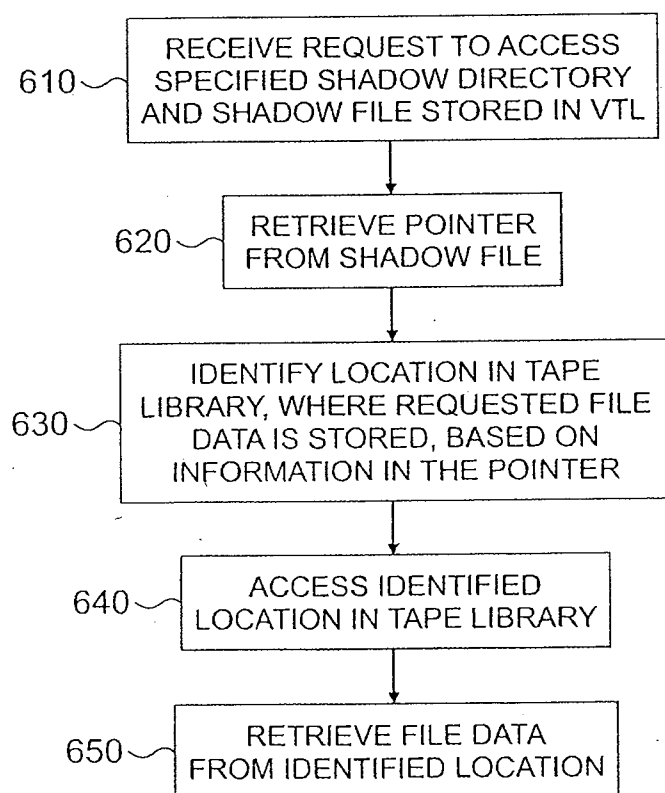 610
RECEIVE REQUEST TO ACCESS
SPECIFIED SHADOW DIRECTORY
AND SHADOW FILE STORED IN VTL
620
RETRIEVE POINTER
FROM SHADOW FILE
630
IDENTIFY LOCATION IN TAPE
LIBRARY, WHERE REQUESTED FILE
DATA IS STORED, BASED ON
INFORMATION IN THE POINTER
640
ACCESS IDENTIFIED
LOCATION IN TAPE LIBRARY
650
RETRIEVE FILE DATA
FROM IDENTIFIED LOCATION